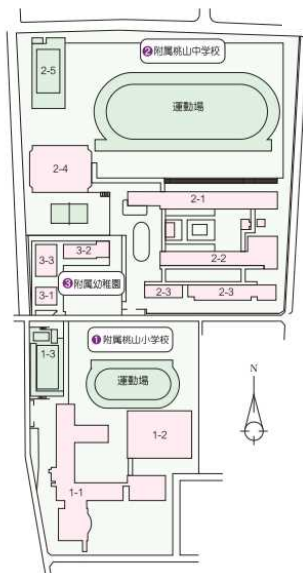 ❷附属桃山中学校
2-5
運動場
2-4
2-1
2-2
3-2
3-3
❸附属幼稚園
3-1
2-3
2-3
❶附属桃山小学校
1-3
運動場
N
1-2
1-1